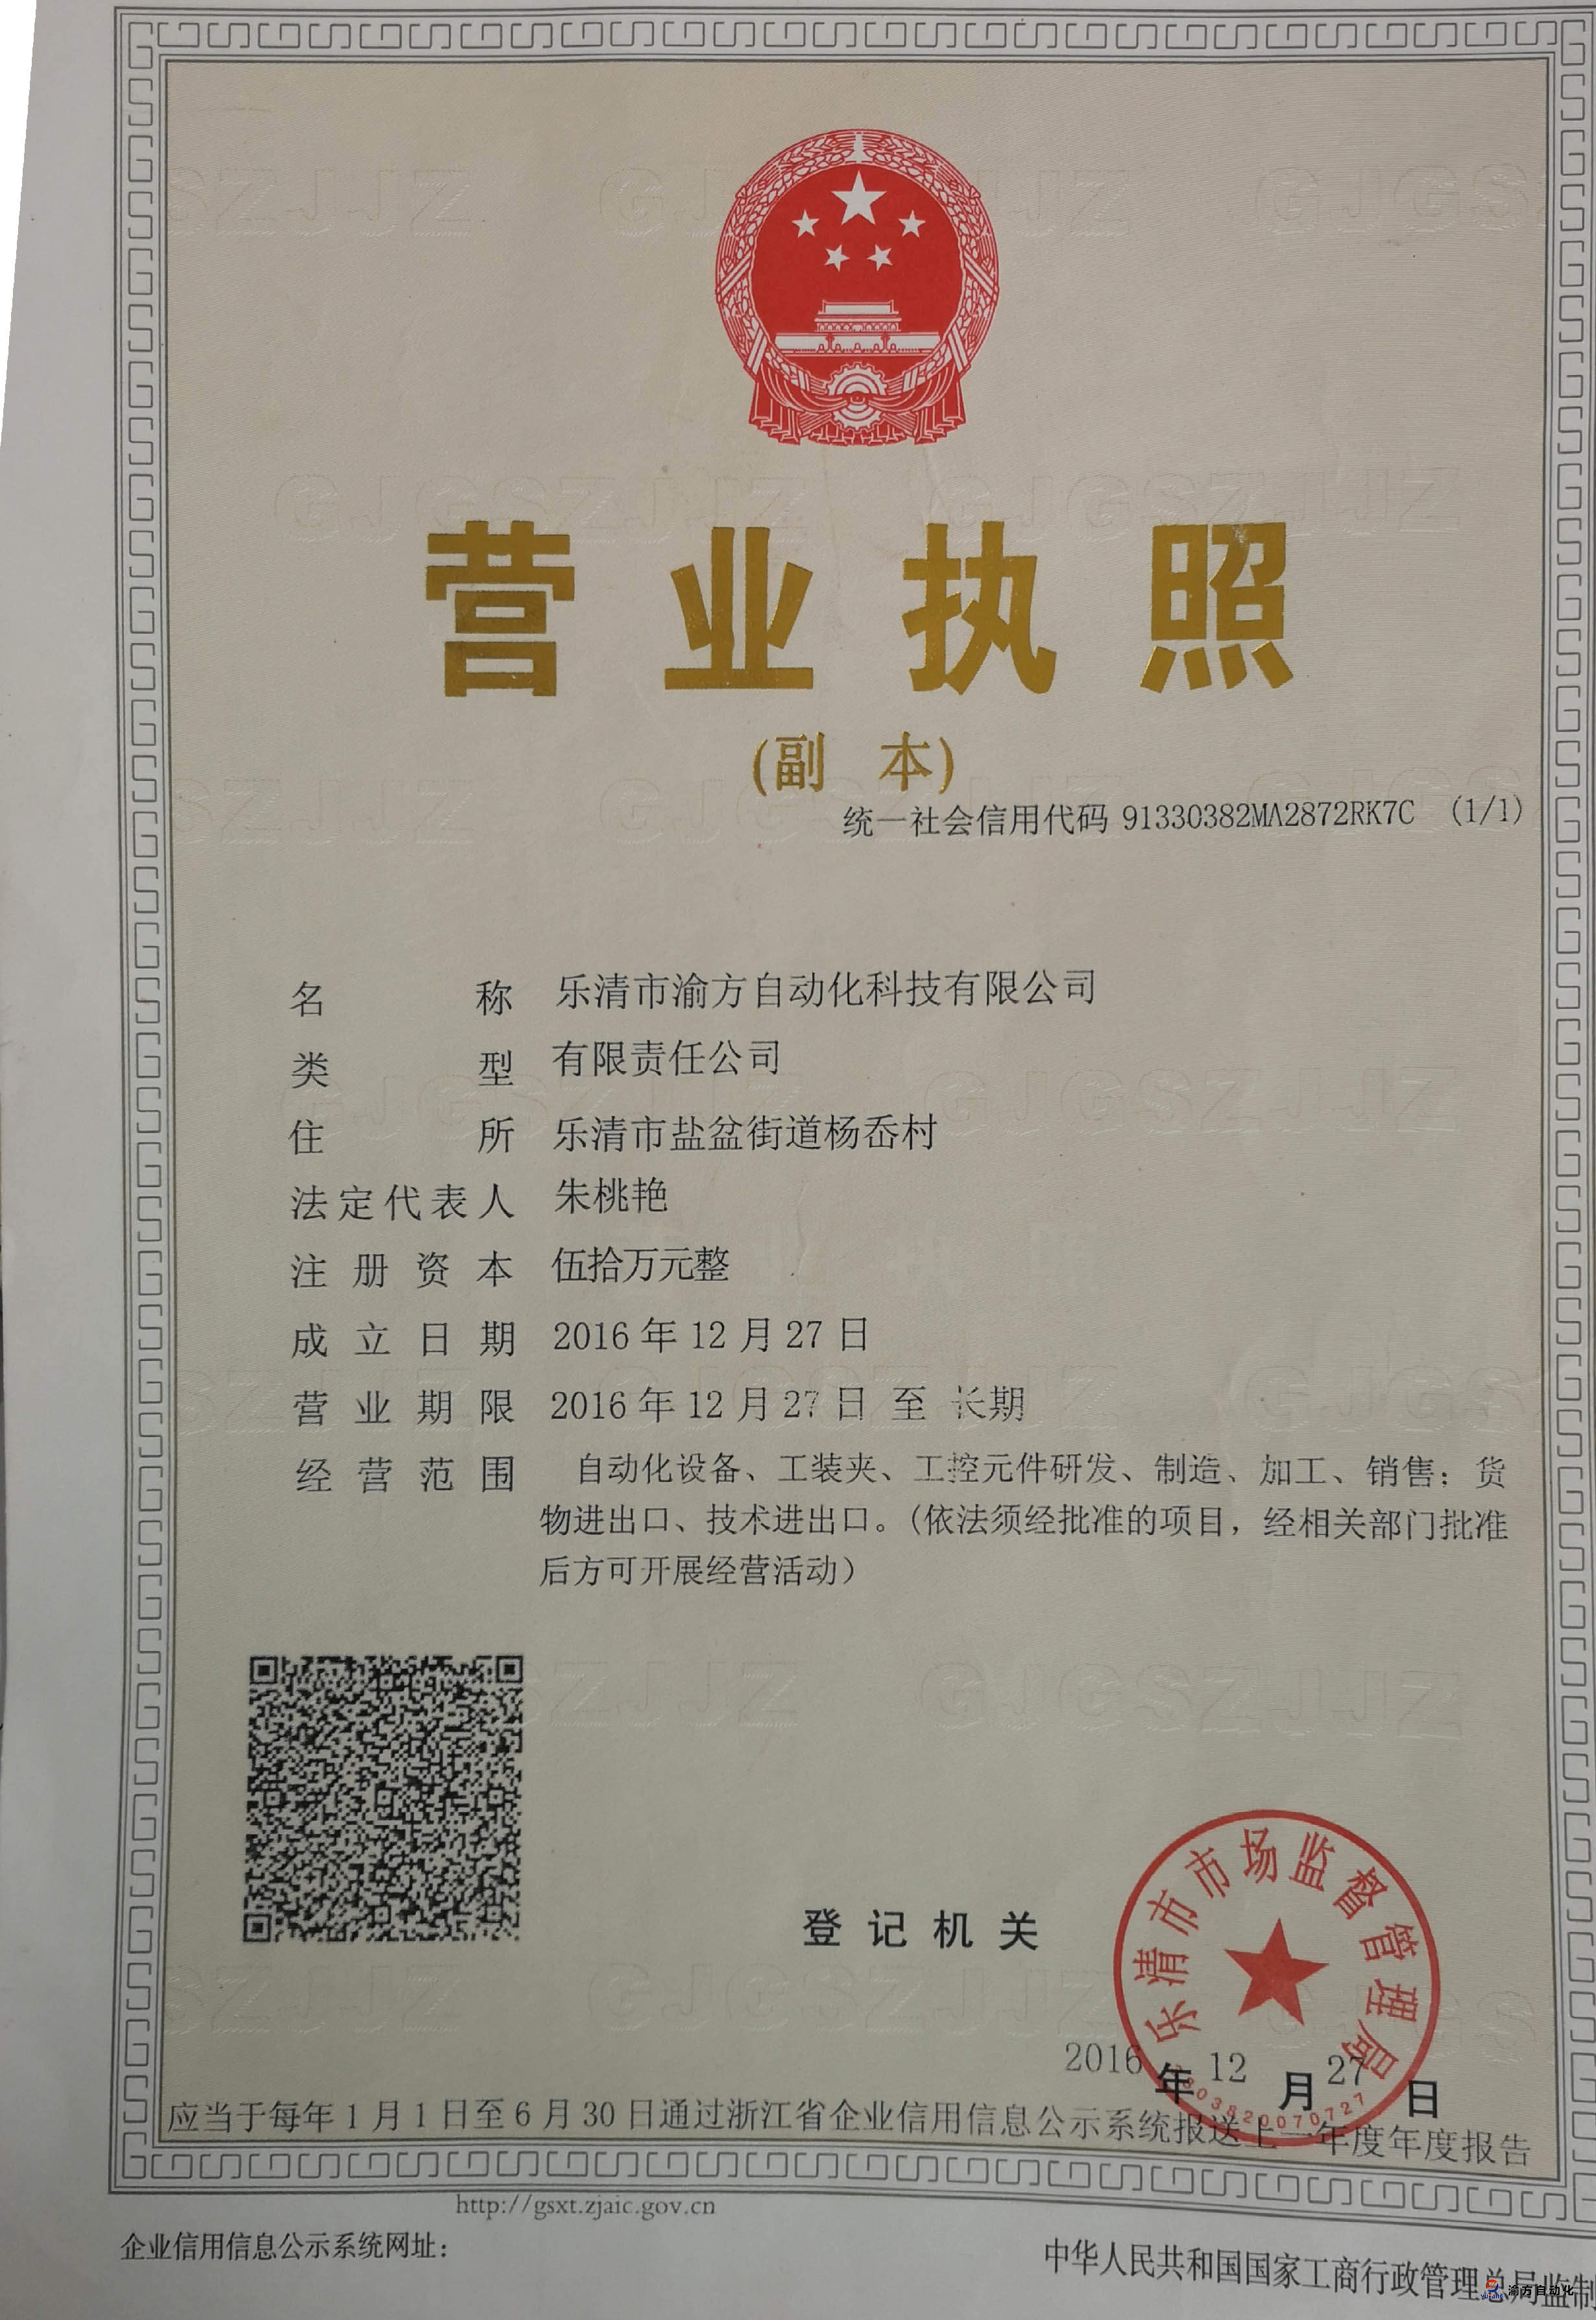 营业执照
(副 本)
统一社会信用代码 91330382MA2872RK7C (1/1)
名 称 乐清市渝方自动化科技有限公司
类 型 有限责任公司
住 所 乐清市盐盆街道杨岙村
法定代表人 朱桃艳
注册资本 伍拾万元整
成立日期 2016年12月27日
营业期限 2016年12月27日 至 长期
经营范围 自动化设备、工装夹、工控元件研发、制造、加工、销售；货
物进出口、技术进出口。(依法须经批准的项目，经相关部门批准
后方可开展经营活动）
乐清市市场监督管理局
登记机关
2016年12月27日
应当于每年1月1日至6月30日通过浙江省企业信用信息公示系统报送上一年度年度报告
http://gsxt.zjaic.gov.cn
企业信用信息公示系统网址：
中华人民共和国国家工商行政管理总局监制
渝方自动化